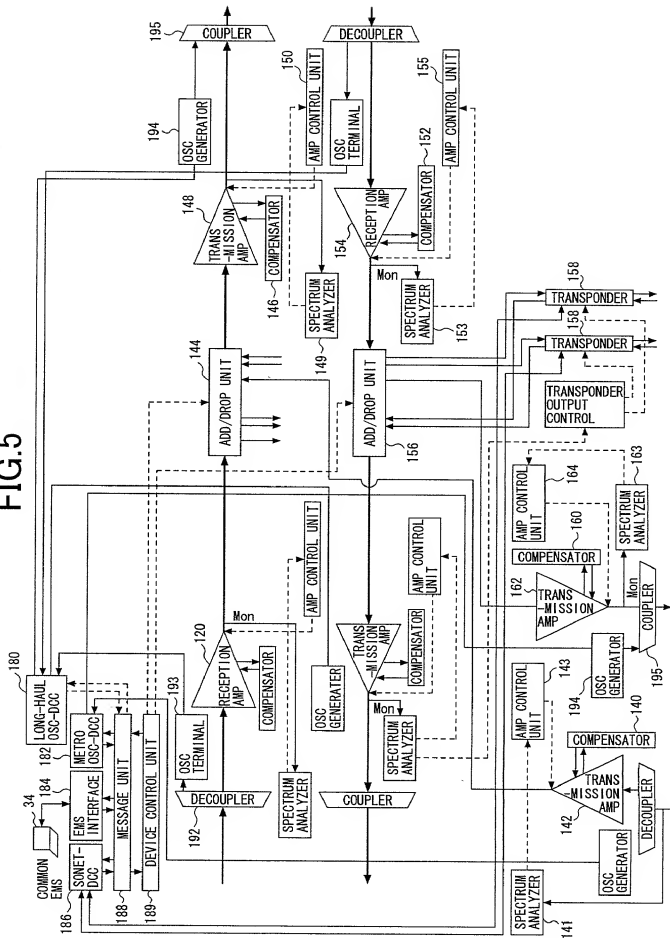 FIG.5
34
COMMON
EMS
180
LONG-HAUL
OSC-DCC
182
METRO
OSC-DCC
184
EMS
INTERFACE
186
SONET-
DCC
188
MESSAGE UNIT
189
DEVICE CONTROL UNIT
193
OSC TERMINAL
192
DECOUPLER
120
RECEPTION
AMP
COMPENSATOR
Mon
AMP CONTROL UNIT
SPECTRUM
ANALYZER
144
ADD/DROP UNIT
148
TRANS
-MISSION
AMP
146
COMPENSATOR
149
SPECTRUM
ANALYZER
150
AMP CONTROL UNIT
194
OSC
GENERATOR
195
COUPLER
DECOUPLER
OSC
TERMINAL
154
RECEPTION
AMP
152
COMPENSATOR
155
AMP CONTROL UNIT
Mon
SPECTRUM
ANALYZER
153
ADD/DROP UNIT
156
TRANS
-MISSION
AMP
COMPENSATOR
AMP CONTROL
UNIT
Mon
SPECTRUM
ANALYZER
OSC
GENERATER
COUPLER
158
TRANSPONDER
158
TRANSPONDER
TRANSPONDER
OUTPUT
CONTROL
164
AMP CONTROL
UNIT
163
SPECTRUM
ANALYZER
160
COMPENSATOR
162
TRANS
-MISSION
AMP
Mon
COUPLER
195
194
OSC
GENERATOR
143
AMP CONTROL
UNIT
140
COMPENSATOR
142
TRANS
-MISSION
AMP
DECOUPLER
OSC
GENERATOR
SPECTRUM
ANALYZER
141